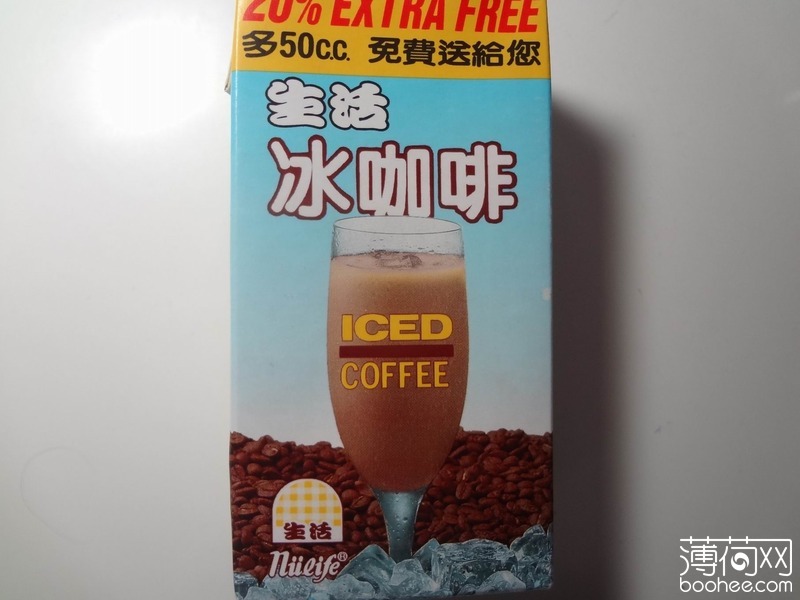 20% EXTRA FREE
多50C.C. 免費送給您
生活
冰咖啡
ICED
COFFEE
生活
nülife®
薄荷网
boohee.com